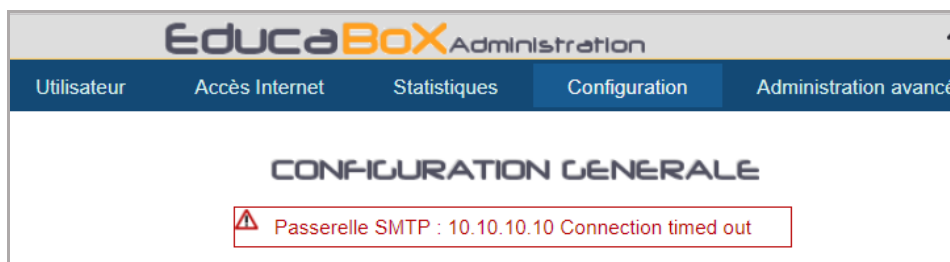 EducaBoX Administration
Utilisateur Accès Internet Statistiques Configuration Administration avancé
CONFIGURATION GENERALE
Passerelle SMTP : 10.10.10.10 Connection timed out